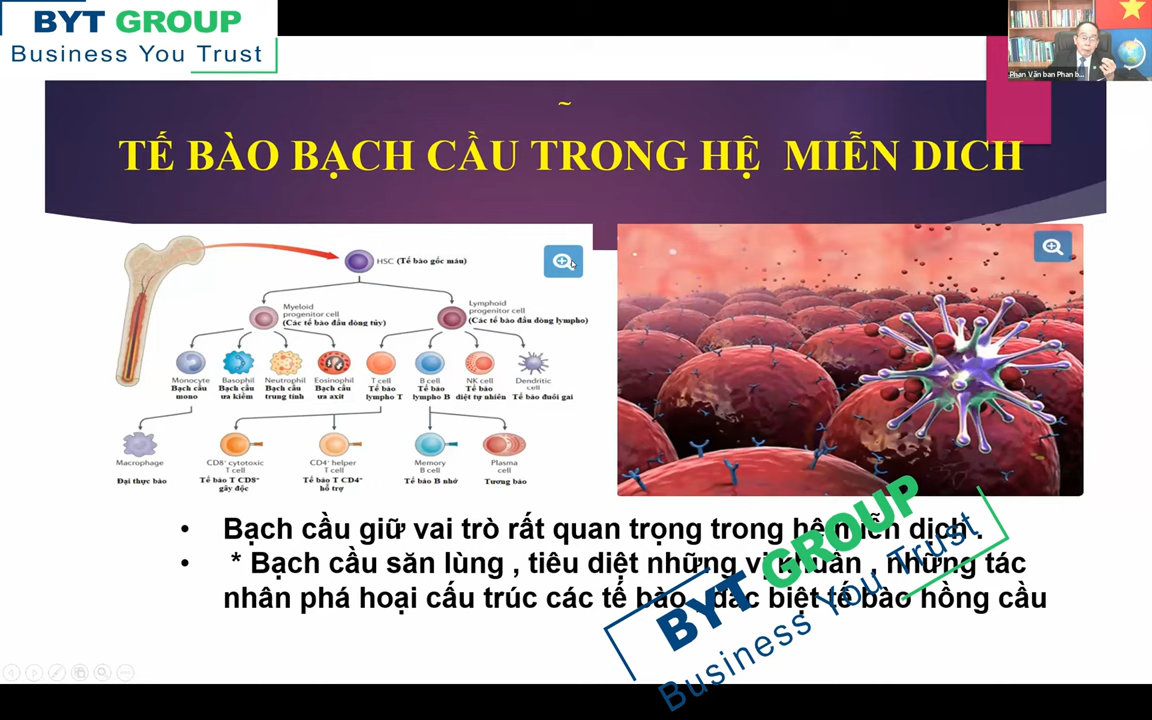 BYT GROUP
Business You Trust
Phan Văn ban Phan b...
~
TẾ BÀO BẠCH CẦU TRONG HỆ MIỄN DICH
HSC (Tế bào gốc máu)
Myeloid progenitor cell
(Các tế bào đầu dòng tủy)
Lymphoid progenitor cell
(Các tế bào đầu dòng lympho)
Monocyte
Bạch cầu mono
Basophil
Bạch cầu ưa kiềm
Neutrophil
Bạch cầu trung tính
Eosinophil
Bạch cầu ưa axit
T cell
Tế bào lympho T
B cell
Tế bào lympho B
NK cell
Tế bào diệt tự nhiên
Dendritic cell
Tế bào đuôi gai
Macrophage
Đại thực bào
CD8⁺ cytotoxic T cell
Tế bào T CD8⁺ gây độc
CD4⁺ helper T cell
Tế bào T CD4⁺ hỗ trợ
Memory B cell
Tế bào B nhớ
Plasma cell
Tương bào
• Bạch cầu giữ vai trò rất quan trọng trong hệ miễn dịch .
• * Bạch cầu săn lùng , tiêu diệt những vi khuẩn , những tác
nhân phá hoại cấu trúc các tế bào , đặc biệt tế bào hồng cầu
BYT GROUP
Business You Trust